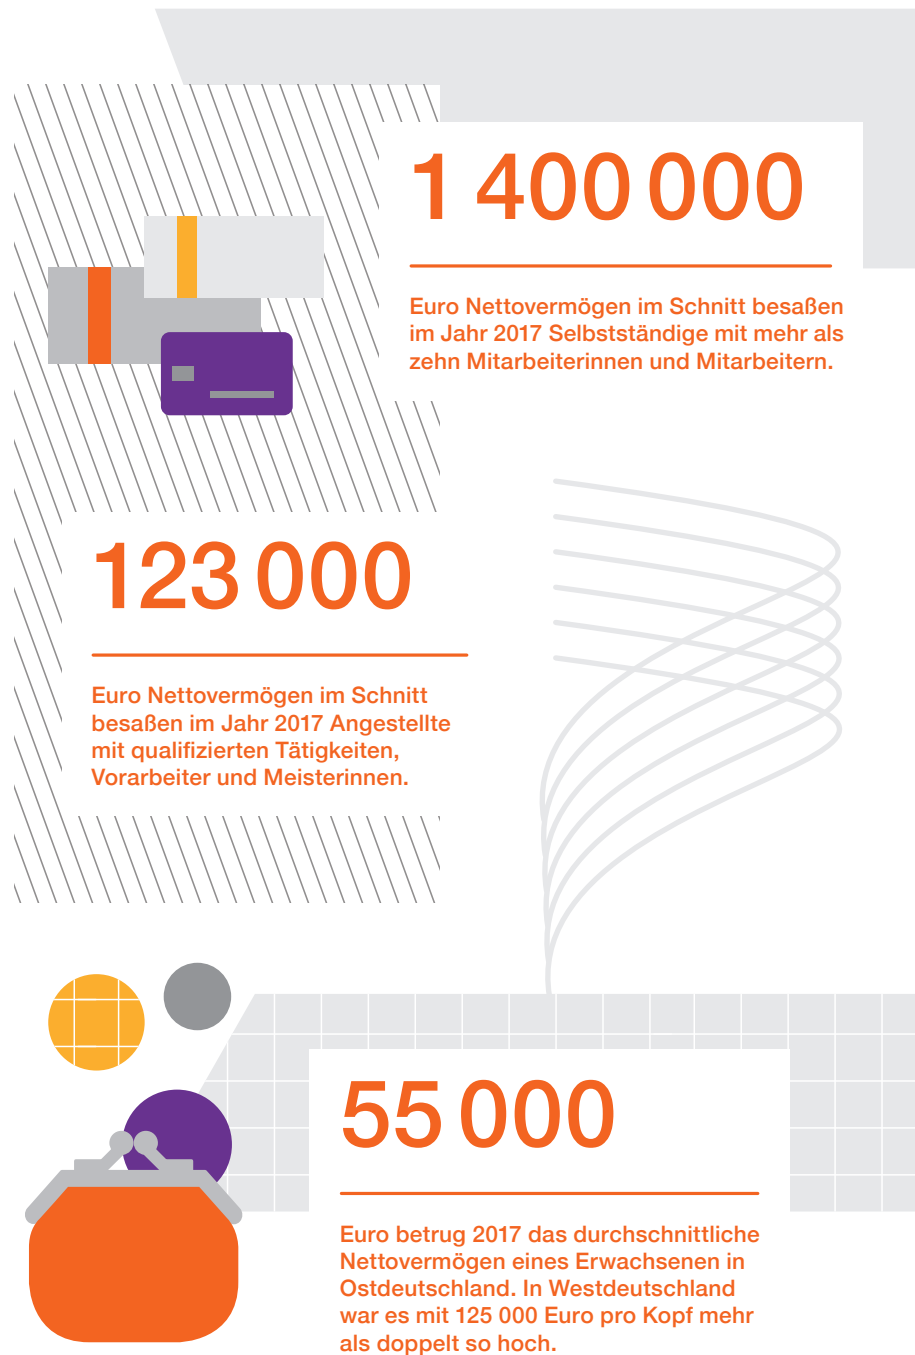 1 400 000
Euro Nettovermögen im Schnitt besaßen
im Jahr 2017 Selbstständige mit mehr als
zehn Mitarbeiterinnen und Mitarbeitern.
123 000
Euro Nettovermögen im Schnitt
besaßen im Jahr 2017 Angestellte
mit qualifizierten Tätigkeiten,
Vorarbeiter und Meisterinnen.
55 000
Euro betrug 2017 das durchschnittliche
Nettovermögen eines Erwachsenen in
Ostdeutschland. In Westdeutschland
war es mit 125 000 Euro pro Kopf mehr
als doppelt so hoch.